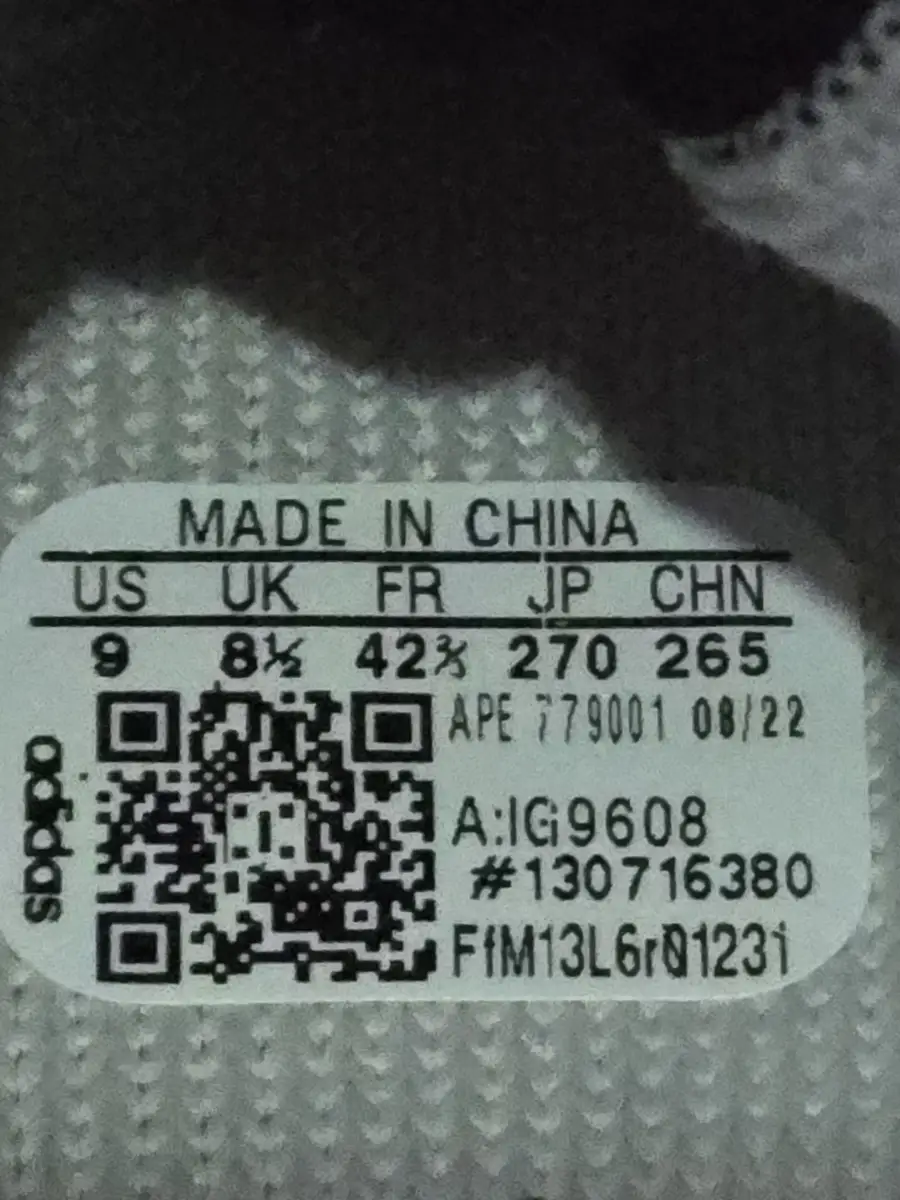 MADE IN CHINA
US UK FR JP CHN
9 8½ 42⅔ 270 265
adidas
APE 779001 08/22
A:IG9608
#130716380